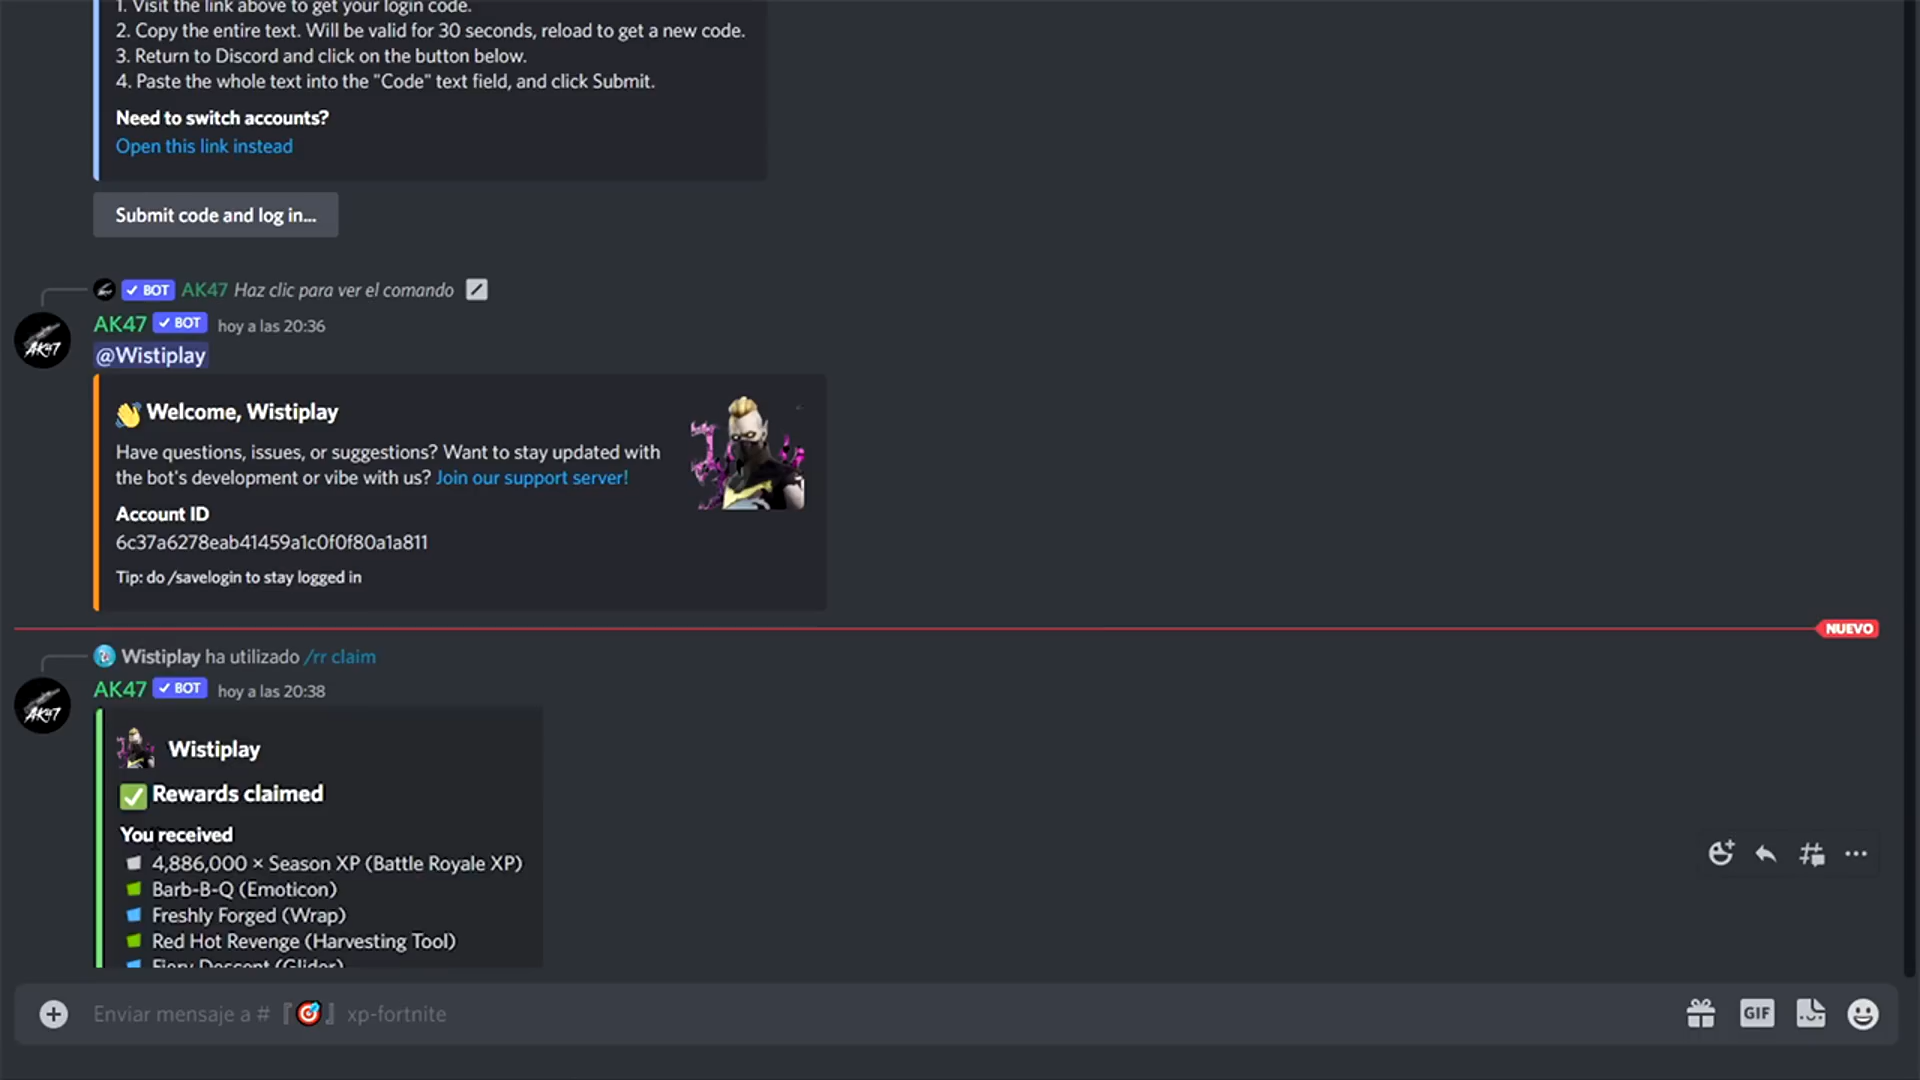 1. Visit the link above to get your login code.
2. Copy the entire text. Will be valid for 30 seconds, reload to get a new code.
3. Return to Discord and click on the button below.
4. Paste the whole text into the "Code" text field, and click Submit.
Need to switch accounts?
Open this link instead
Submit code and log in...
BOT AK47 Haz clic para ver el comando
AK47 BOT hoy a las 20:36
@Wistiplay
👋 Welcome, Wistiplay
Have questions, issues, or suggestions? Want to stay updated with
the bot's development or vibe with us? Join our support server!
Account ID
6c37a6278eab41459a1c0f0f80a1a811
Tip: do /savelogin to stay logged in
NUEVO
Wistiplay ha utilizado /rr claim
AK47 BOT hoy a las 20:38
Wistiplay
✅ Rewards claimed
You received
4,886,000 × Season XP (Battle Royale XP)
Barb-B-Q (Emoticon)
Freshly Forged (Wrap)
Red Hot Revenge (Harvesting Tool)
Fiery Descent (Glider)
Enviar mensaje a # 『🎯』 xp-fortnite
GIF
AK47
AK47